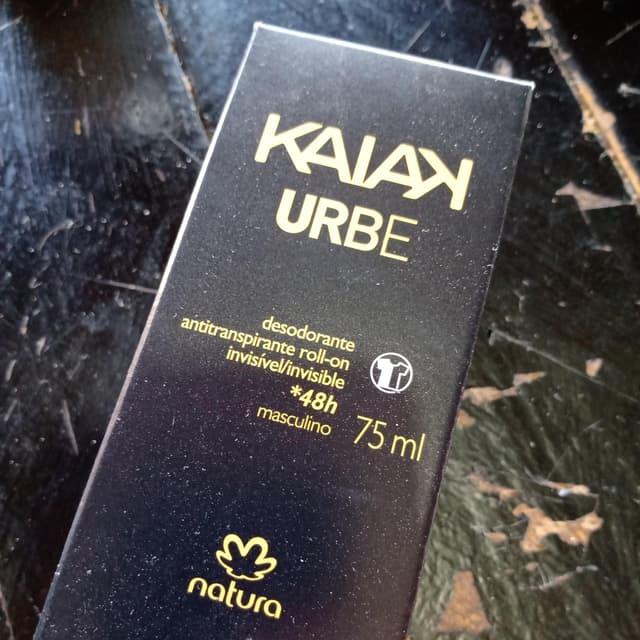 KAIAK
URBE
desodorante
antitranspirante roll-on
invisível/invisible
*48h
masculino
75 ml
natura